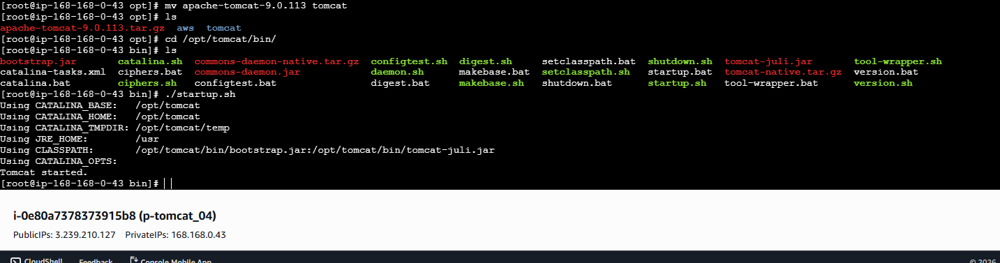 [root@ip-168-168-0-43 opt]# mv apache-tomcat-9.0.113 tomcat
[root@ip-168-168-0-43 opt]# ls
apache-tomcat-9.0.113.tar.gz  aws  tomcat
[root@ip-168-168-0-43 opt]# cd /opt/tomcat/bin/
[root@ip-168-168-0-43 bin]# ls
bootstrap.jar       catalina.sh  commons-daemon-native.tar.gz  configtest.sh  digest.sh    setclasspath.bat  shutdown.sh  tomcat-juli.jar       tool-wrapper.sh
catalina-tasks.xml  ciphers.bat  commons-daemon.jar            daemon.sh      makebase.bat  setclasspath.sh   startup.bat  tomcat-native.tar.gz  version.bat
catalina.bat        ciphers.sh   configtest.bat                digest.bat     makebase.sh   shutdown.bat      startup.sh   tool-wrapper.bat      version.sh
[root@ip-168-168-0-43 bin]# ./startup.sh
Using CATALINA_BASE:   /opt/tomcat
Using CATALINA_HOME:   /opt/tomcat
Using CATALINA_TMPDIR: /opt/tomcat/temp
Using JRE_HOME:        /usr
Using CLASSPATH:       /opt/tomcat/bin/bootstrap.jar:/opt/tomcat/bin/tomcat-juli.jar
Using CATALINA_OPTS:
Tomcat started.
[root@ip-168-168-0-43 bin]#
i-0e80a7378373915b8 (p-tomcat_04)
PublicIPs: 3.239.210.127    PrivateIPs: 168.168.0.43
CloudShell    Feedback    Console Mobile App    © 2026